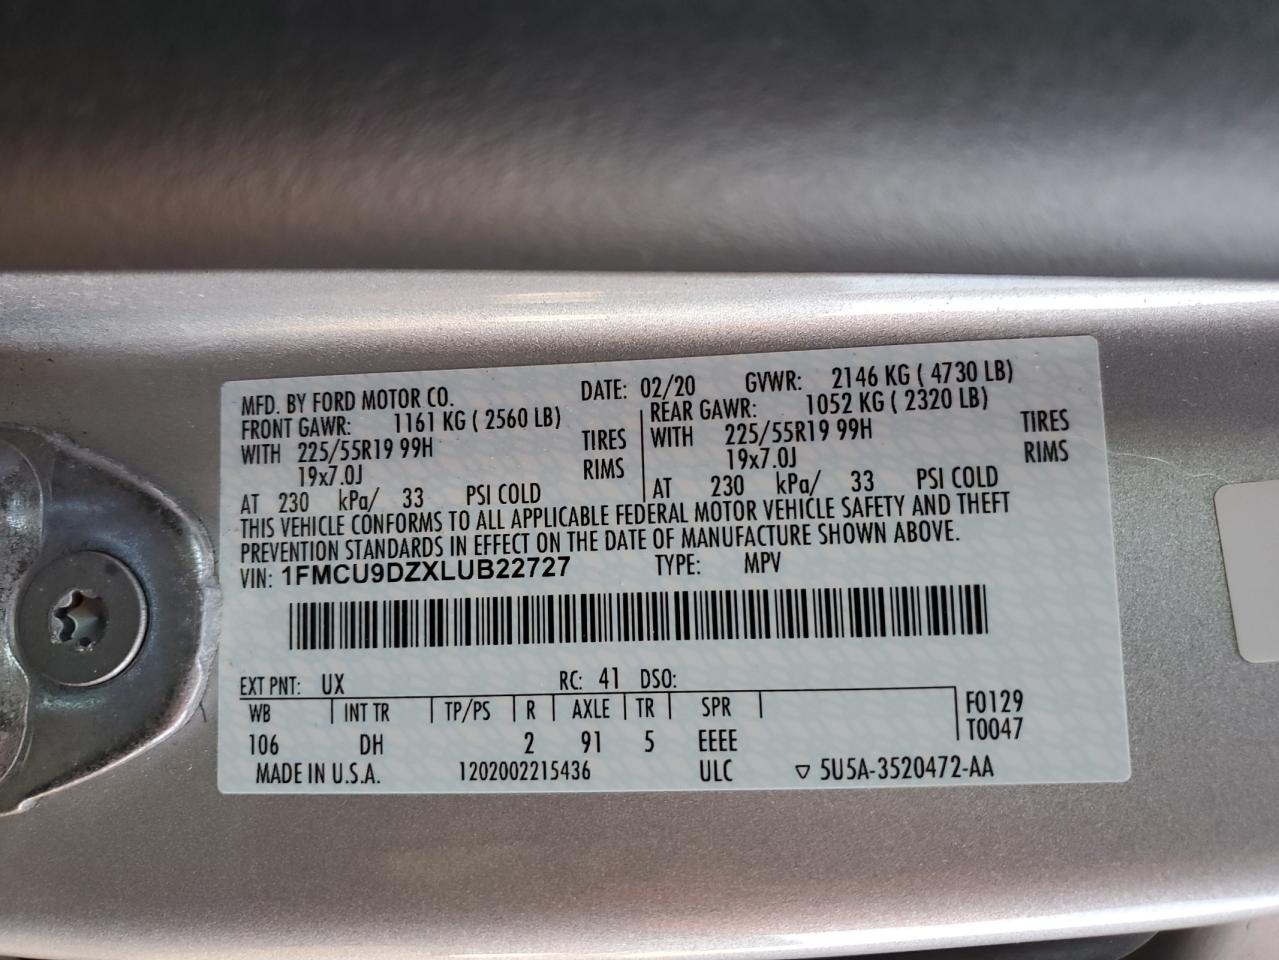 MFD. BY FORD MOTOR CO. DATE: 02/20 GVWR: 2146 KG ( 4730 LB)
FRONT GAWR: 1161 KG ( 2560 LB) REAR GAWR: 1052 KG ( 2320 LB)
WITH 225/55R19 99H TIRES WITH 225/55R19 99H TIRES
19x7.0J RIMS 19x7.0J RIMS
AT 230 kPa/ 33 PSI COLD AT 230 kPa/ 33 PSI COLD
THIS VEHICLE CONFORMS TO ALL APPLICABLE FEDERAL MOTOR VEHICLE SAFETY AND THEFT
PREVENTION STANDARDS IN EFFECT ON THE DATE OF MANUFACTURE SHOWN ABOVE.
VIN: 1FMCU9DZXLUB22727 TYPE: MPV
EXT PNT: UX RC: 41 DSO:
WB INT TR TP/PS R AXLE TR SPR F0129
T0047
106 DH 2 91 5 EEEE
MADE IN U.S.A. 1202002215436 ULC ▽ 5U5A-3520472-AA